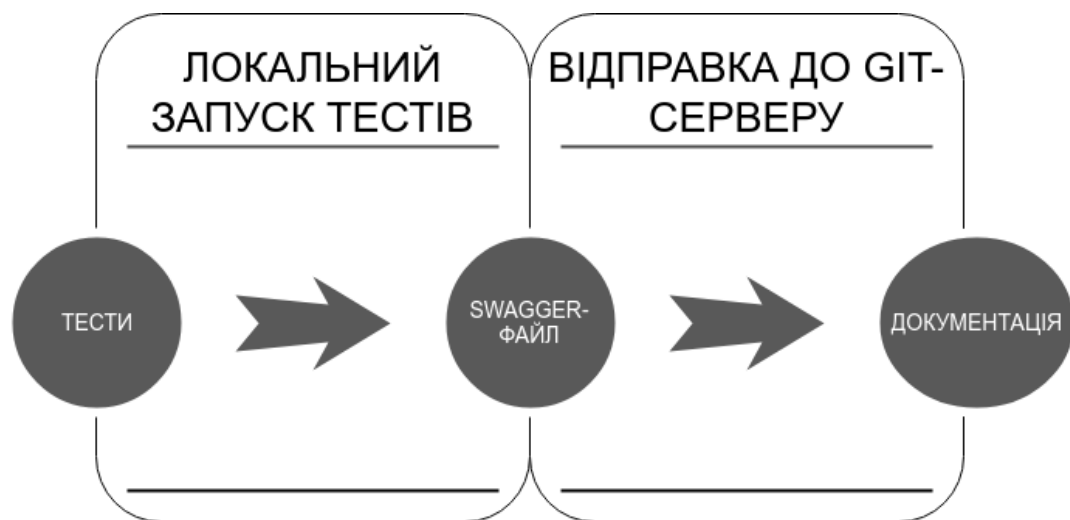 ЛОКАЛЬНИЙ
ЗАПУСК ТЕСТІВ
ВІДПРАВКА ДО GIT-
СЕРВЕРУ
ТЕСТИ
SWAGGER-
ФАЙЛ
ДОКУМЕНТАЦІЯ